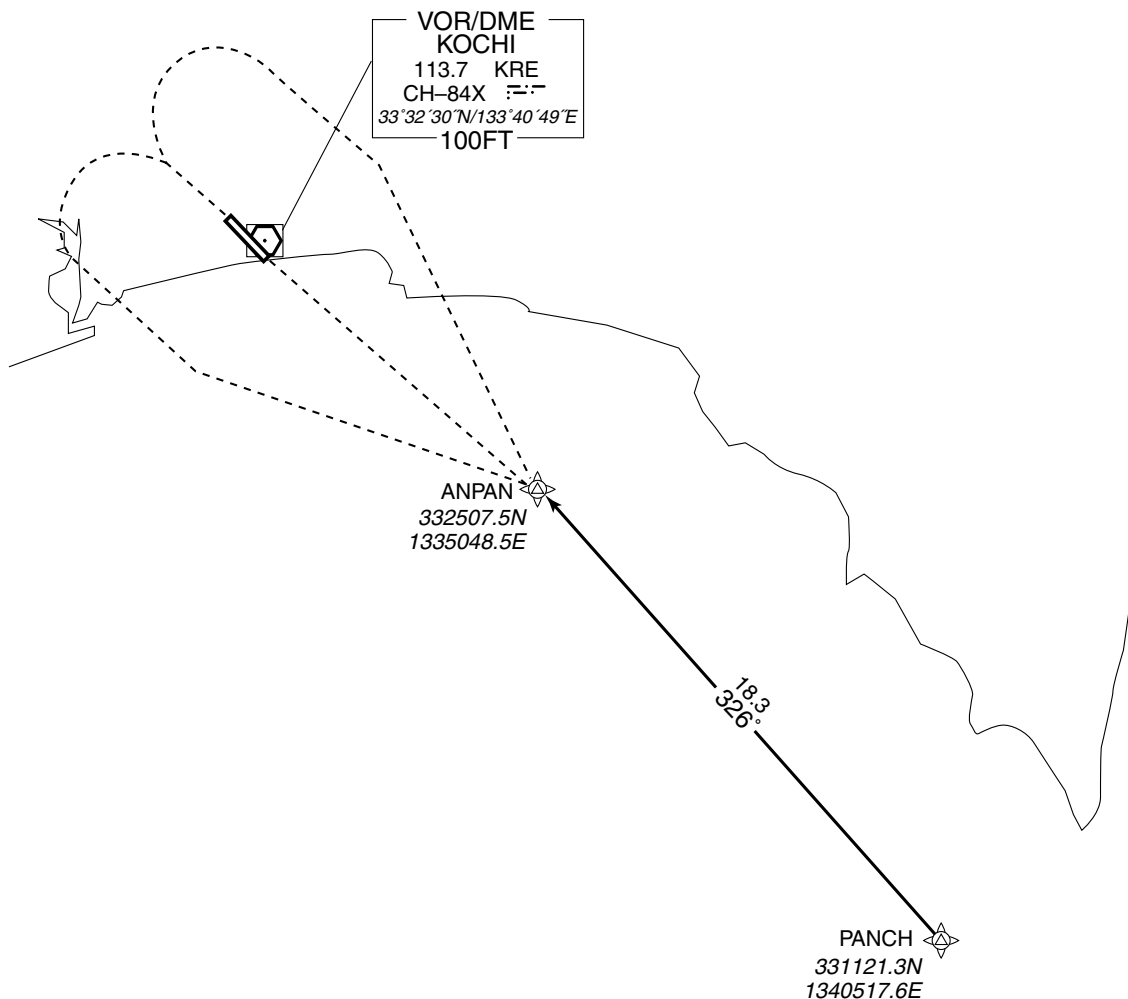 VOR/DME
KOCHI
113.7 KRE
CH–84X
33°32´30˝N/133°40´49˝E
100FT
ANPAN
332507.5N
1335048.5E
18.3
326°
PANCH
331121.3N
1340517.6E